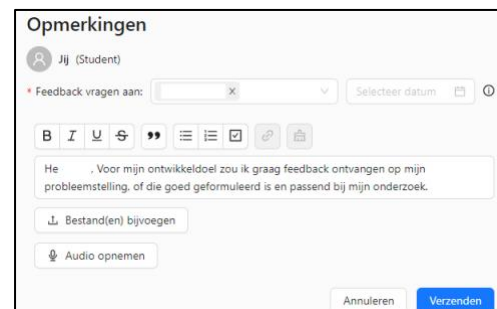 Opmerkingen
Jij (Student)
* Feedback vragen aan: x Selecteer datum
B I U S
He , Voor mijn ontwikkeldoel zou ik graag feedback ontvangen op mijn
probleemstelling, of die goed geformuleerd is en passend bij mijn onderzoek.
Bestand(en) bijvoegen
Audio opnemen
Annuleren Verzenden